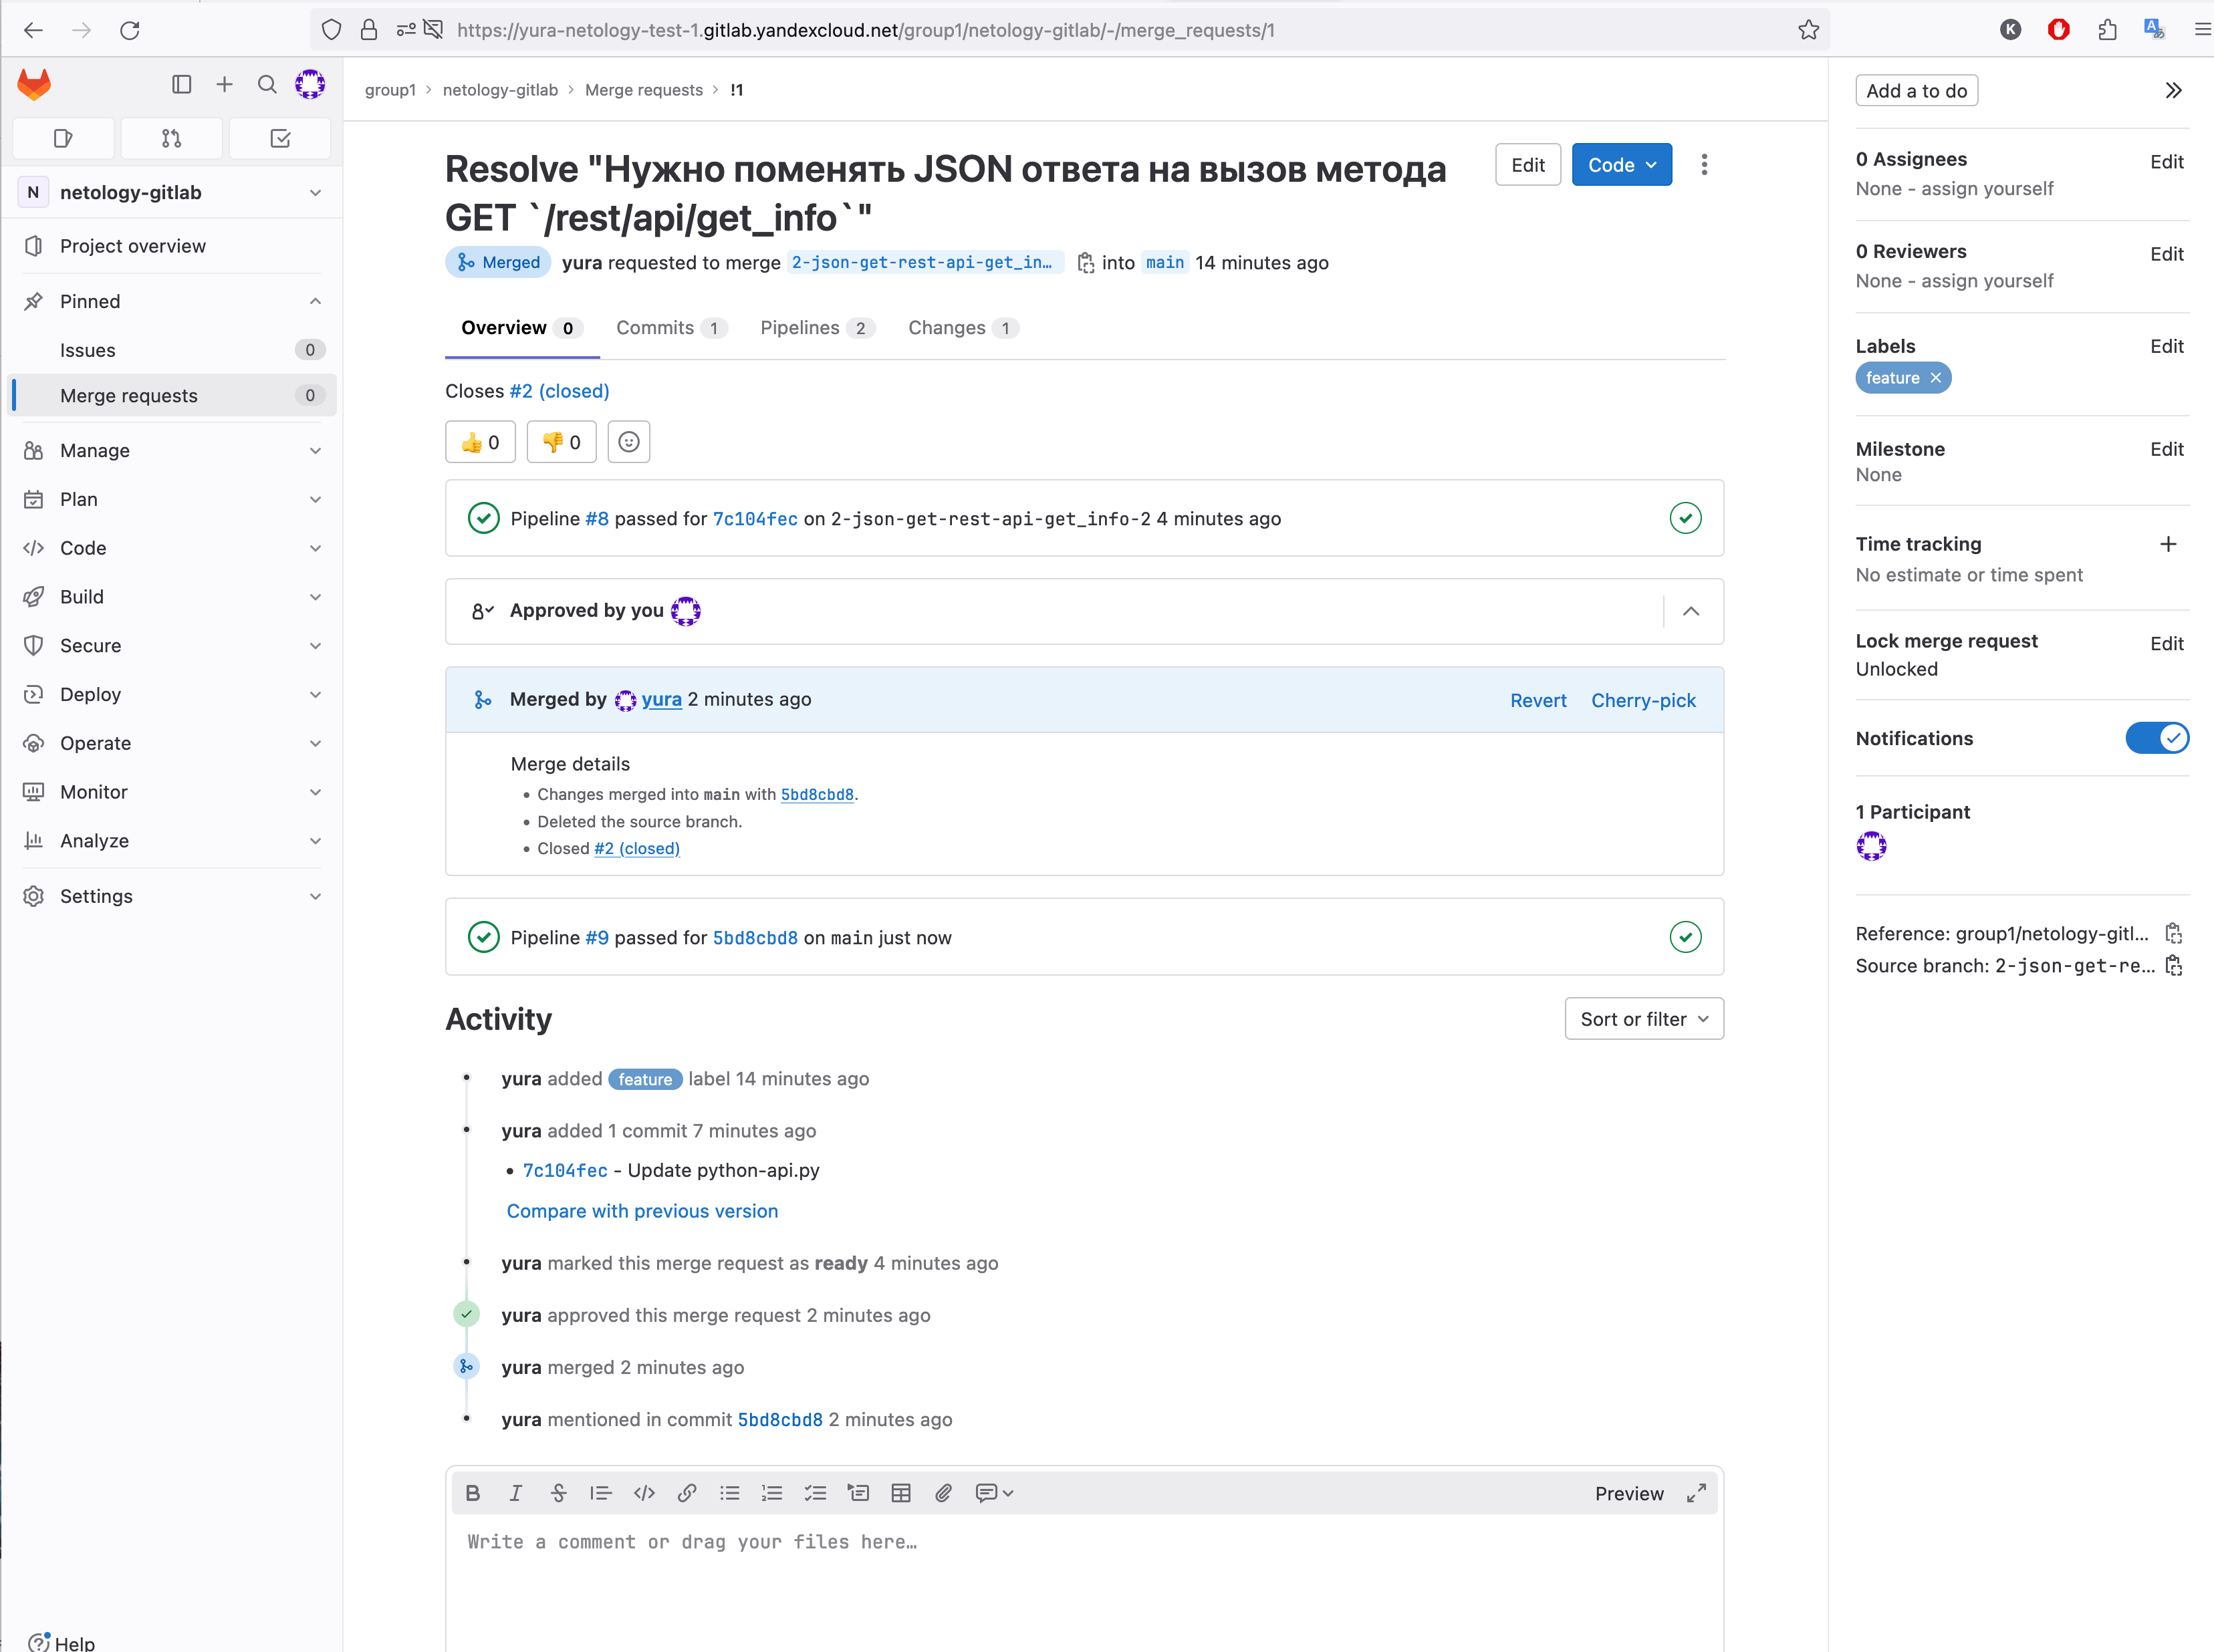 https://yura-netology-test-1.gitlab.yandexcloud.net/group1/netology-gitlab/-/merge_requests/1
K
group1 > netology-gitlab > Merge requests > !1
N netology-gitlab
Project overview
Pinned
Issues 0
Merge requests 0
Manage
Plan
Code
Build
Secure
Deploy
Operate
Monitor
Analyze
Settings
Help
Resolve "Нужно поменять JSON ответа на вызов метода
GET `/rest/api/get_info`"
Edit
Code
Merged yura requested to merge 2-json-get-rest-api-get_in… into main 14 minutes ago
Overview 0 Commits 1 Pipelines 2 Changes 1
Closes #2 (closed)
👍 0 👎 0
Pipeline #8 passed for 7c104fec on 2-json-get-rest-api-get_info-2 4 minutes ago
Approved by you
Merged by yura 2 minutes ago
Revert Cherry-pick
Merge details
• Changes merged into main with 5bd8cbd8.
• Deleted the source branch.
• Closed #2 (closed)
Pipeline #9 passed for 5bd8cbd8 on main just now
Activity
Sort or filter
yura added feature label 14 minutes ago
yura added 1 commit 7 minutes ago
• 7c104fec - Update python-api.py
Compare with previous version
yura marked this merge request as ready 4 minutes ago
yura approved this merge request 2 minutes ago
yura merged 2 minutes ago
yura mentioned in commit 5bd8cbd8 2 minutes ago
Preview
Write a comment or drag your files here…
Add a to do
0 Assignees Edit
None - assign yourself
0 Reviewers Edit
None - assign yourself
Labels Edit
feature
Milestone Edit
None
Time tracking
No estimate or time spent
Lock merge request Edit
Unlocked
Notifications
1 Participant
Reference: group1/netology-gitl…
Source branch: 2-json-get-re…